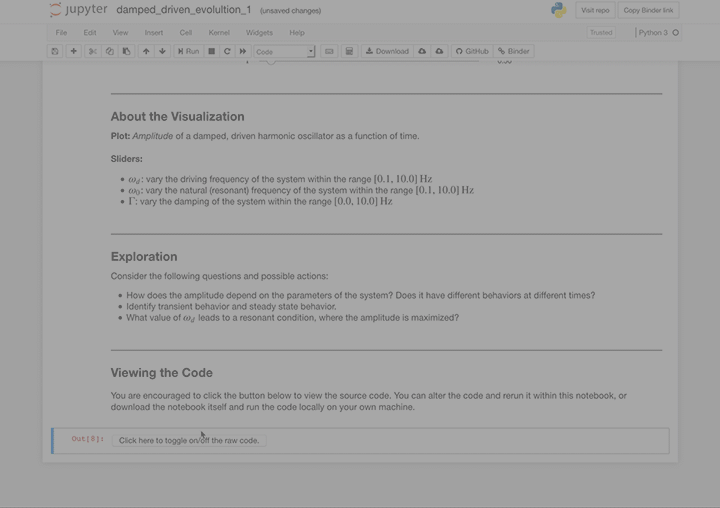 jupyter damped_driven_evolultion_1 (unsaved changes) Visit repo Copy Binder link
File Edit View Insert Cell Kernel Widgets Help Trusted Python 3
Run Code Download GitHub Binder
About the Visualization
Plot: Amplitude of a damped, driven harmonic oscillator as a function of time.
Sliders:
• ω_d: vary the driving frequency of the system within the range [0.1, 10.0] Hz
• ω_0: vary the natural (resonant) frequency of the system within the range [0.1, 10.0] Hz
• Γ: vary the damping of the system within the range [0.0, 10.0] Hz
Exploration
Consider the following questions and possible actions:
• How does the amplitude depend on the parameters of the system? Does it have different behaviors at different times?
• Identify transient behavior and steady state behavior.
• What value of ω_d leads to a resonant condition, where the amplitude is maximized?
Viewing the Code
You are encouraged to click the button below to view the source code. You can alter the code and rerun it within this notebook, or
download the notebook itself and run the code locally on your own machine.
Click here to toggle on/off the raw code.